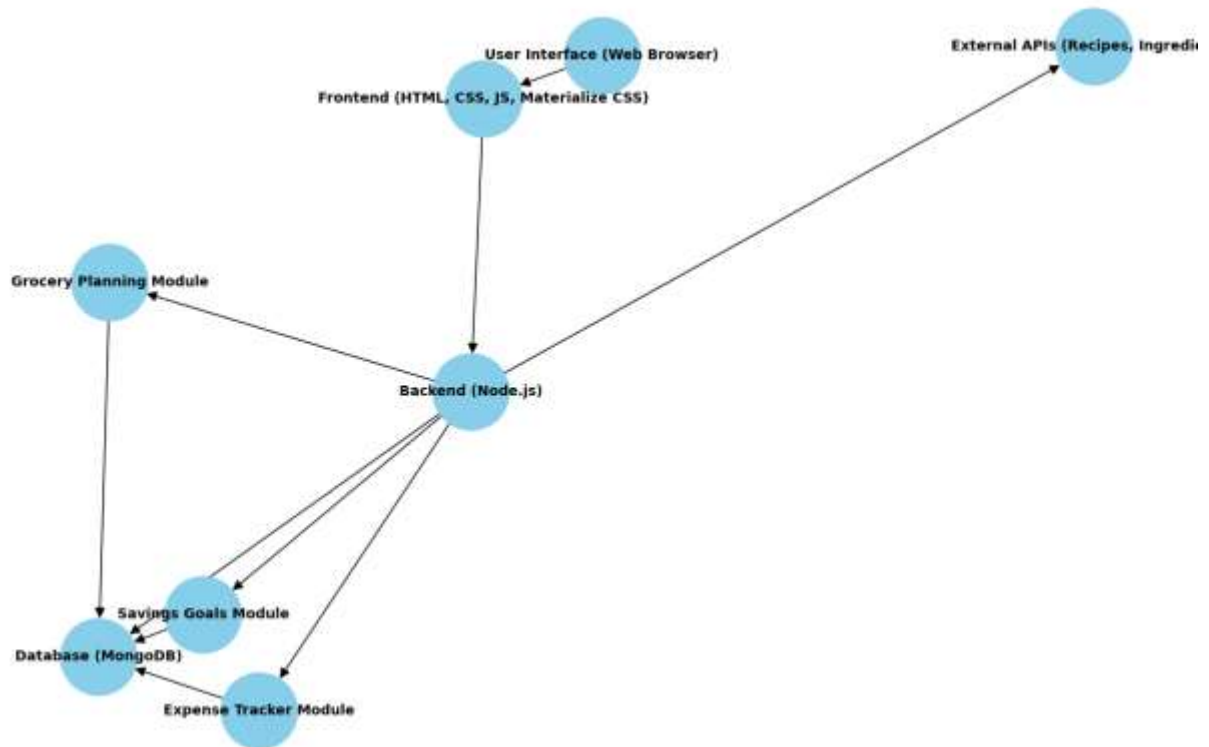 User Interface (Web Browser)
External APIs (Recipes, Ingredie
Frontend (HTML, CSS, JS, Materialize CSS)
Grocery Planning Module
Backend (Node.js)
Savings Goals Module
Database (MongoDB)
Expense Tracker Module